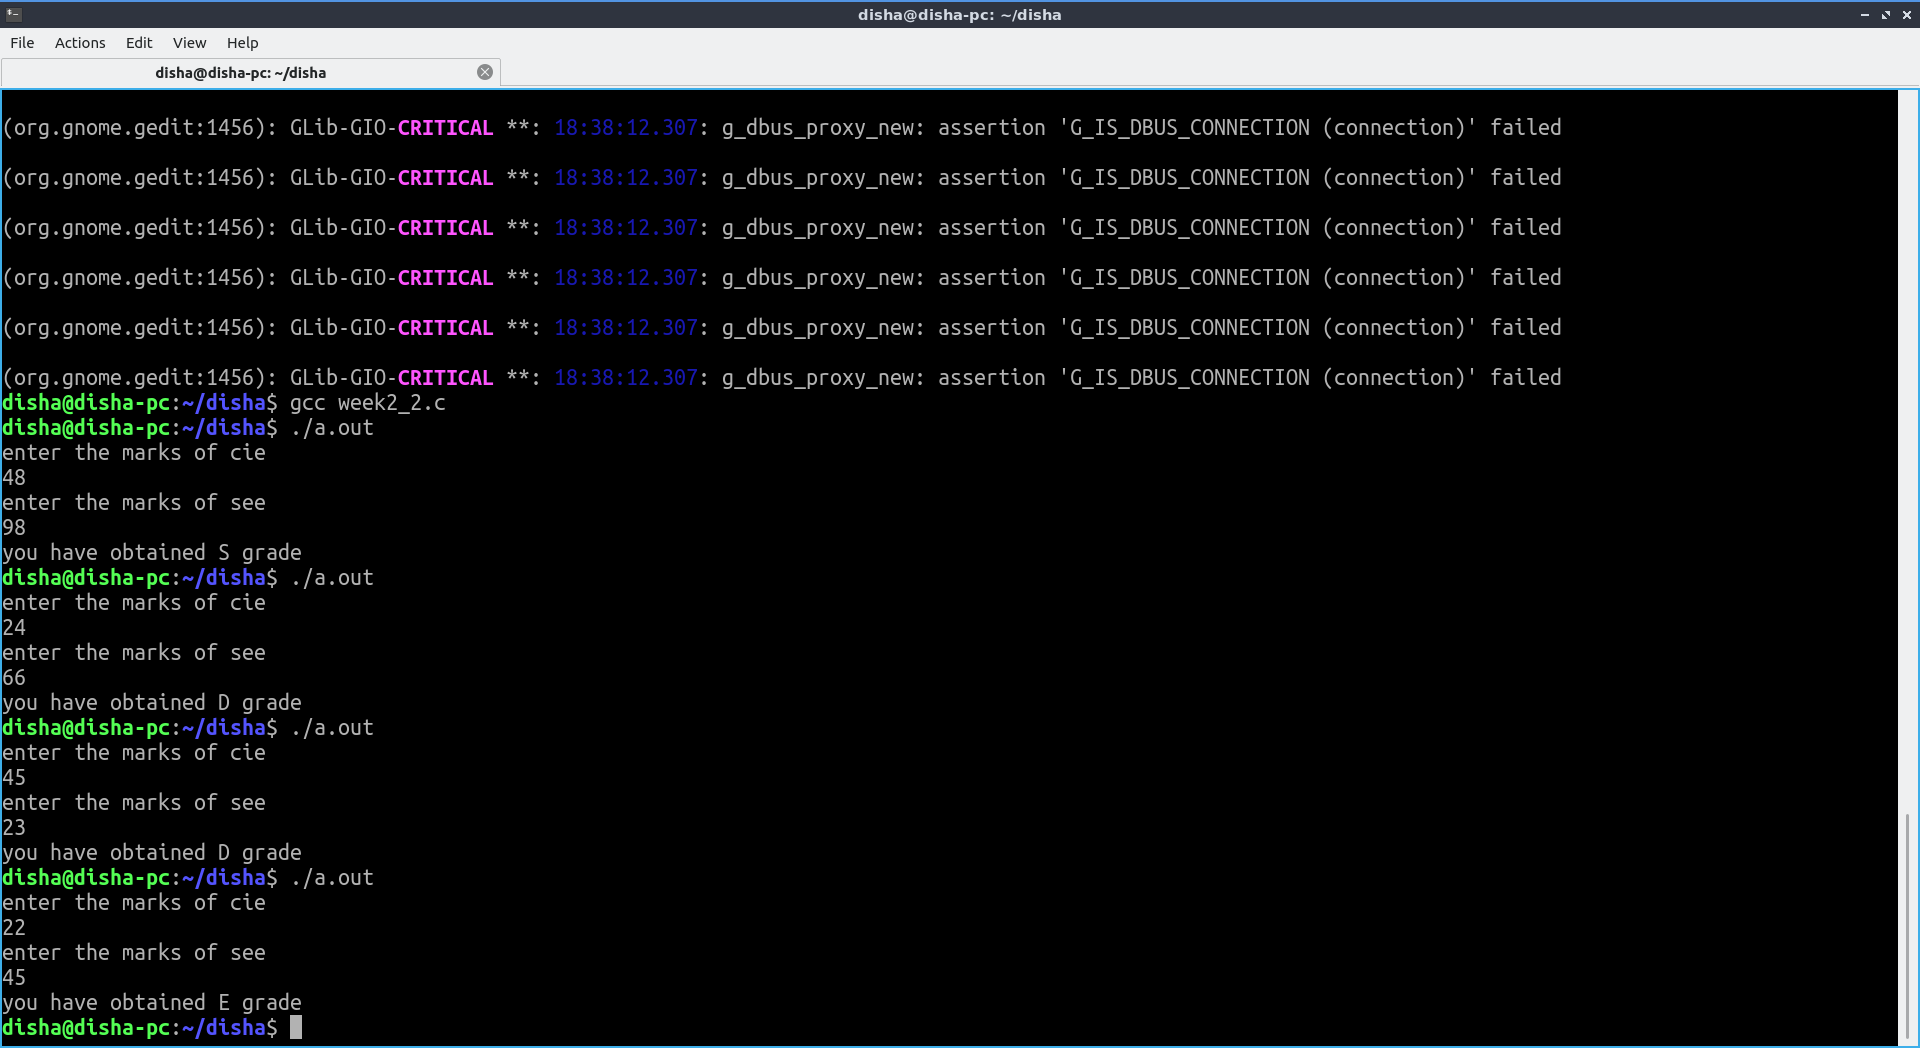 disha@disha-pc: ~/disha
File Actions Edit View Help
disha@disha-pc: ~/disha
(org.gnome.gedit:1456): GLib-GIO-CRITICAL **: 18:38:12.307: g_dbus_proxy_new: assertion 'G_IS_DBUS_CONNECTION (connection)' failed
(org.gnome.gedit:1456): GLib-GIO-CRITICAL **: 18:38:12.307: g_dbus_proxy_new: assertion 'G_IS_DBUS_CONNECTION (connection)' failed
(org.gnome.gedit:1456): GLib-GIO-CRITICAL **: 18:38:12.307: g_dbus_proxy_new: assertion 'G_IS_DBUS_CONNECTION (connection)' failed
(org.gnome.gedit:1456): GLib-GIO-CRITICAL **: 18:38:12.307: g_dbus_proxy_new: assertion 'G_IS_DBUS_CONNECTION (connection)' failed
(org.gnome.gedit:1456): GLib-GIO-CRITICAL **: 18:38:12.307: g_dbus_proxy_new: assertion 'G_IS_DBUS_CONNECTION (connection)' failed
(org.gnome.gedit:1456): GLib-GIO-CRITICAL **: 18:38:12.307: g_dbus_proxy_new: assertion 'G_IS_DBUS_CONNECTION (connection)' failed
disha@disha-pc:~/disha$ gcc week2_2.c
disha@disha-pc:~/disha$ ./a.out
enter the marks of cie
48
enter the marks of see
98
you have obtained S grade
disha@disha-pc:~/disha$ ./a.out
enter the marks of cie
24
enter the marks of see
66
you have obtained D grade
disha@disha-pc:~/disha$ ./a.out
enter the marks of cie
45
enter the marks of see
23
you have obtained D grade
disha@disha-pc:~/disha$ ./a.out
enter the marks of cie
22
enter the marks of see
45
you have obtained E grade
disha@disha-pc:~/disha$